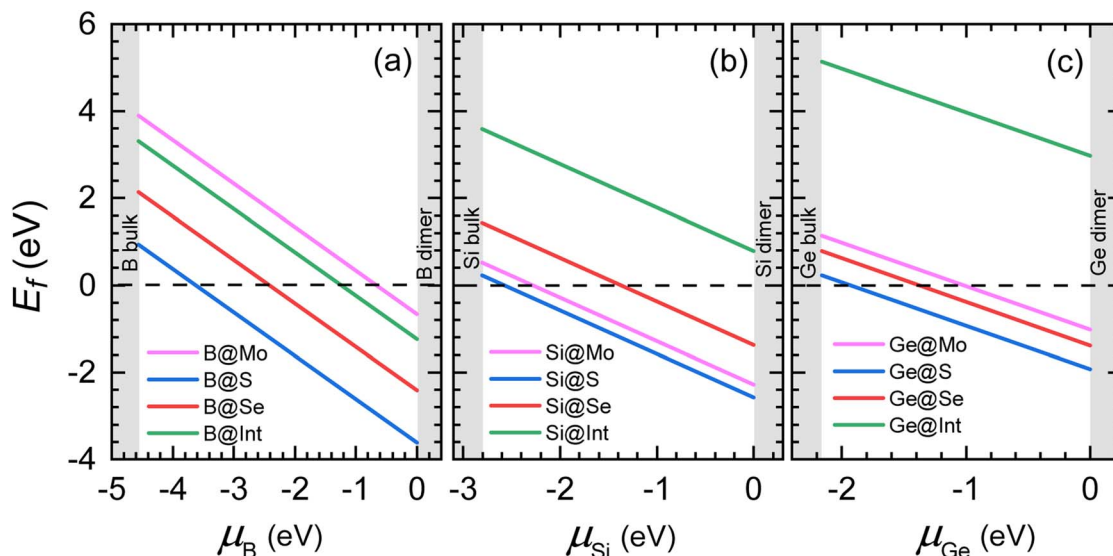 6
4
2
0
-2
-4
E_f (eV)
(a)
B bulk
B dimer
B@Mo
B@S
B@Se
B@Int
-5 -4 -3 -2 -1 0
μ_B (eV)
(b)
Si bulk
Si dimer
Si@Mo
Si@S
Si@Se
Si@Int
-3 -2 -1 0
μ_Si (eV)
(c)
Ge bulk
Ge dimer
Ge@Mo
Ge@S
Ge@Se
Ge@Int
-2 -1 0
μ_Ge (eV)